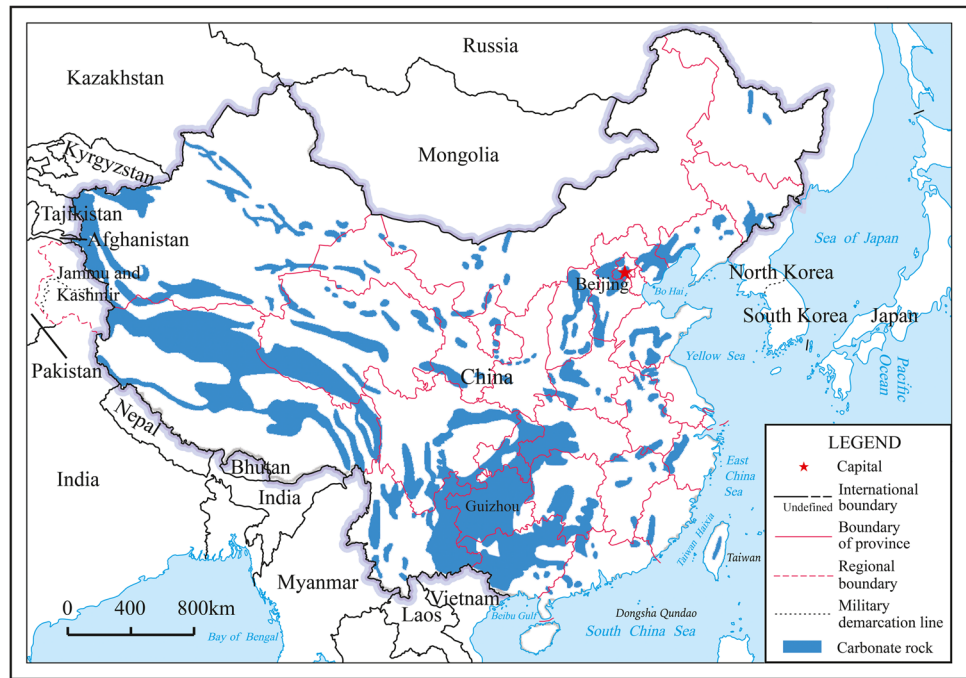 Russia
Kazakhstan
Mongolia
Kyrgyzstan
Tajikistan
Afghanistan
Jammu and
Kashmir
Pakistan
Sea of Japan
North Korea
Beijing
Bo Hai
South Korea
Japan
Yellow Sea
Pacific
Ocean
China
Nepal
Bhutan
India
India
Guizhou
East
China
Sea
Taiwan Haixia
Taiwan
Myanmar
Vietnam
Laos
Beibu Gulf
Dongsha Qundao
South China Sea
Bay of Bengal
0 400 800km
LEGEND
Capital
International
boundary
Undefined
Boundary
of province
Regional
boundary
Military
demarcation line
Carbonate rock